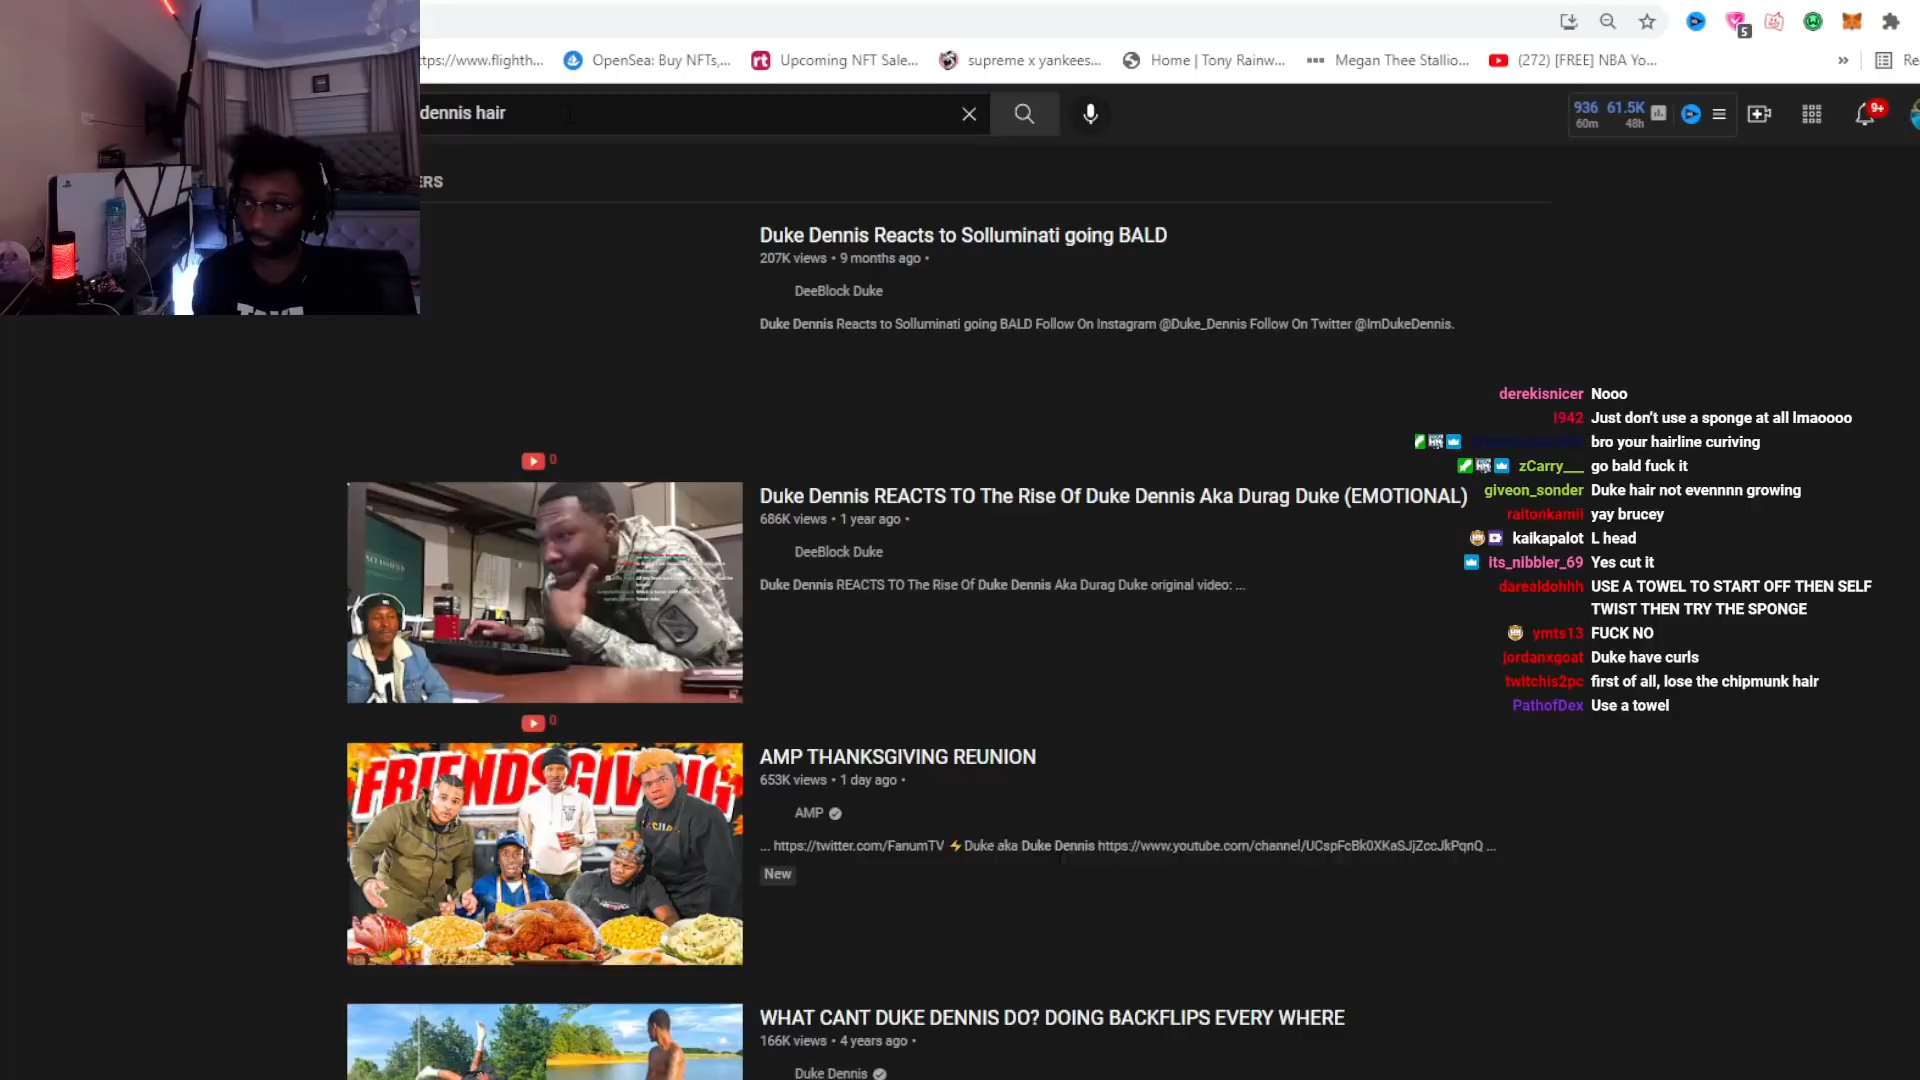 ttps://www.flighth...
OpenSea: Buy NFTs,...
Upcoming NFT Sale...
supreme x yankees...
Home | Tony Rainw...
Megan Thee Stallio...
(272) [FREE] NBA Yo...
Re
5
dennis hair
936 61.5K
60m 48h
9+
ERS
Duke Dennis Reacts to Solluminati going BALD
207K views • 9 months ago •
DeeBlock Duke
Duke Dennis Reacts to Solluminati going BALD Follow On Instagram @Duke_Dennis Follow On Twitter @ImDukeDennis.
derekisnicer Nooo
l942 Just don't use a sponge at all lmaoooo
bro your hairline curiving
zCarry___ go bald fuck it
giveon_sonder Duke hair not evennnn growing
raitonkamii yay brucey
kaikapalot L head
its_nibbler_69 Yes cut it
darealdohhh USE A TOWEL TO START OFF THEN SELF
TWIST THEN TRY THE SPONGE
ymts13 FUCK NO
jordanxgoat Duke have curls
twitchis2pc first of all, lose the chipmunk hair
PathofDex Use a towel
0
Duke Dennis REACTS TO The Rise Of Duke Dennis Aka Durag Duke (EMOTIONAL)
686K views • 1 year ago •
DeeBlock Duke
Duke Dennis REACTS TO The Rise Of Duke Dennis Aka Durag Duke original video: ...
0
FRIENDSGIVING
AMP THANKSGIVING REUNION
653K views • 1 day ago •
AMP
... https://twitter.com/FanumTV ⚡Duke aka Duke Dennis https://www.youtube.com/channel/UCspFcBk0XKaSJjZccJkPqnQ ...
New
WHAT CANT DUKE DENNIS DO? DOING BACKFLIPS EVERY WHERE
166K views • 4 years ago •
Duke Dennis